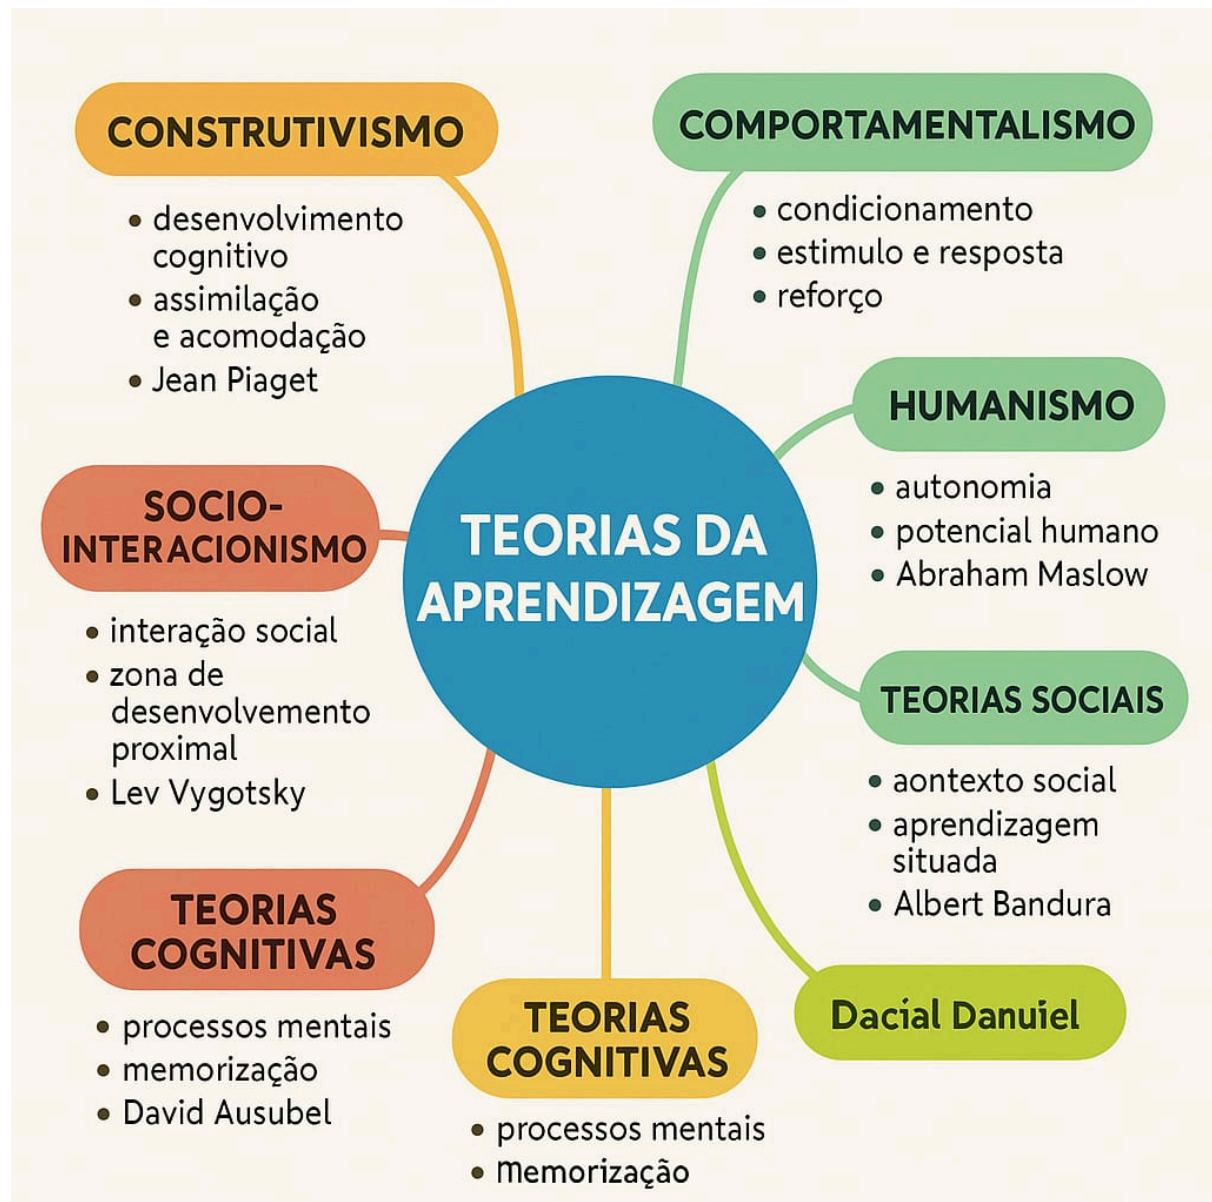 CONSTRUTIVISMO
• desenvolvimento
cognitivo
• assimilação
e acomodação
• Jean Piaget
COMPORTAMENTALISMO
• condicionamento
• estimulo e resposta
• reforço
HUMANISMO
• autonomia
• potencial humano
• Abraham Maslow
SOCIO-
INTERACIONISMO
• interação social
• zona de
desenvolvemento
proximal
• Lev Vygotsky
TEORIAS DA
APRENDIZAGEM
TEORIAS SOCIAIS
• aontexto social
• aprendizagem
situada
• Albert Bandura
TEORIAS
COGNITIVAS
• processos mentais
• memorização
• David Ausubel
TEORIAS
COGNITIVAS
• processos mentais
• Memorização
Dacial Danuiel